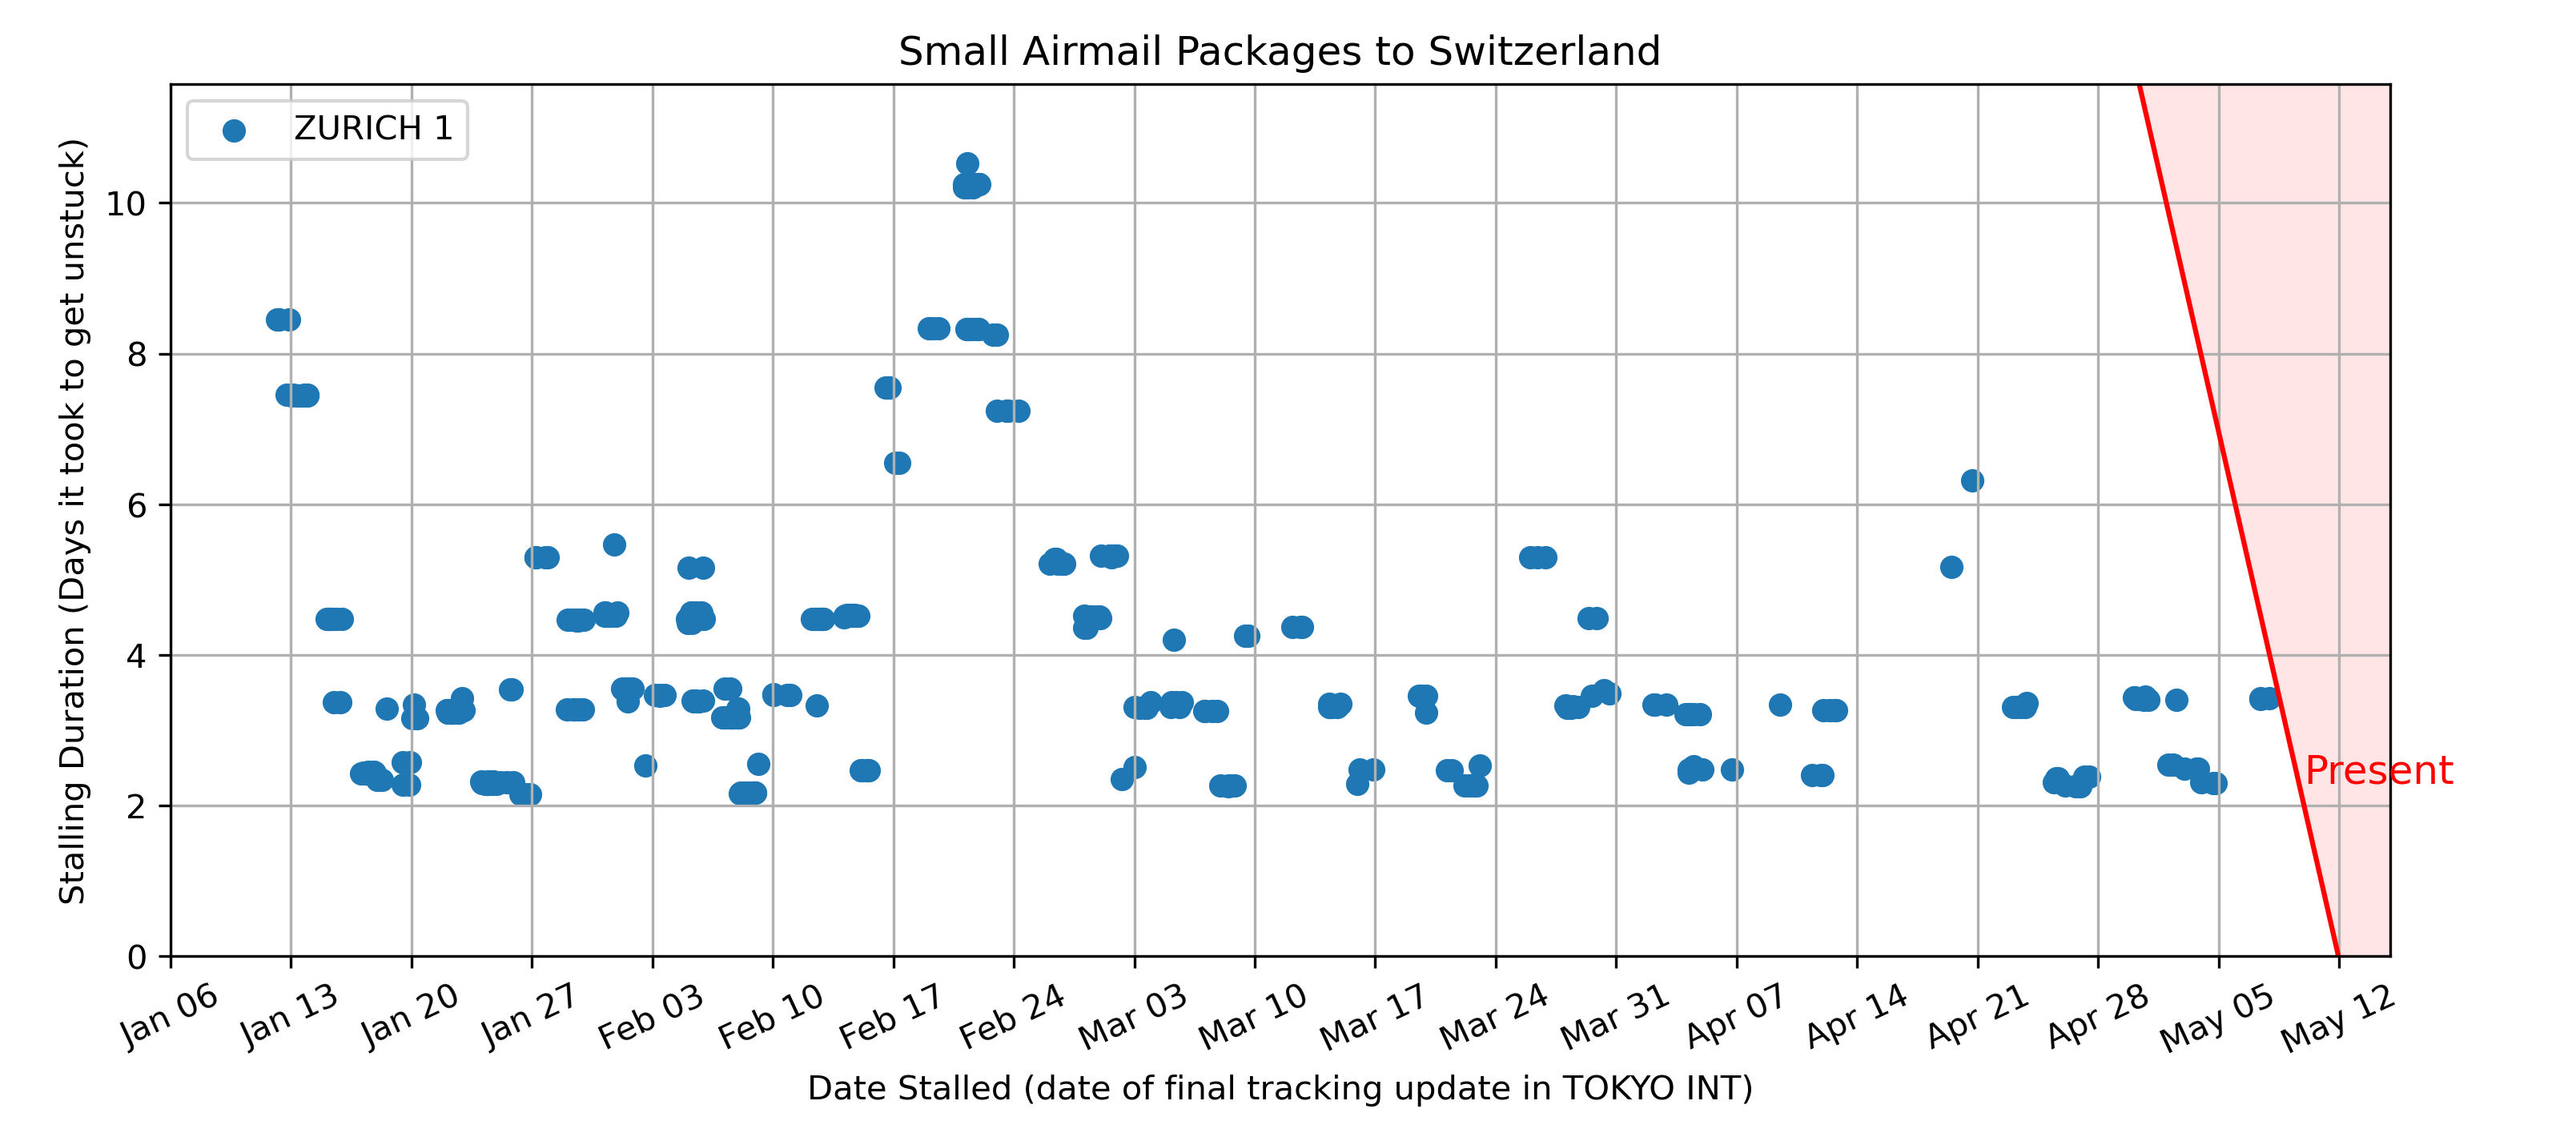 Small Airmail Packages to Switzerland
ZURICH 1
Stalling Duration (Days it took to get unstuck)
10
8
6
4
2
0
Present
Jan 06 Jan 13 Jan 20 Jan 27 Feb 03 Feb 10 Feb 17 Feb 24 Mar 03 Mar 10 Mar 17 Mar 24 Mar 31 Apr 07 Apr 14 Apr 21 Apr 28 May 05 May 12
Date Stalled (date of final tracking update in TOKYO INT)